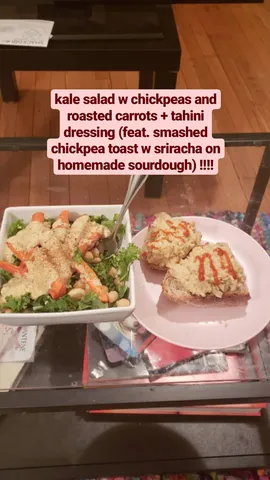 kale salad w chickpeas and
roasted carrots + tahini
dressing (feat. smashed
chickpea toast w sriracha on
homemade sourdough) !!!!